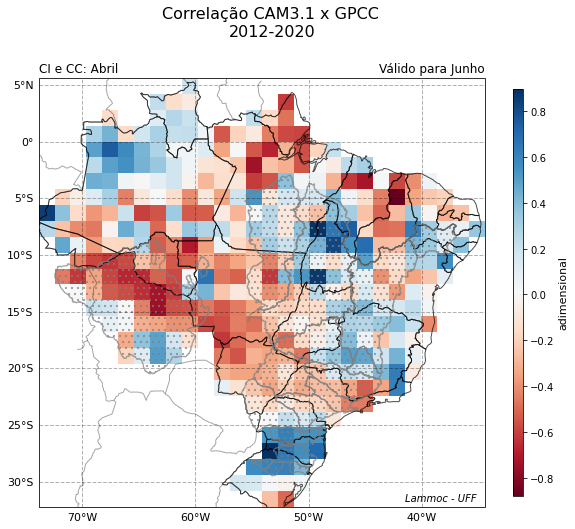 Correlação CAM3.1 x GPCC
2012-2020
CI e CC: Abril
Válido para Junho
5°N
0°
5°S
10°S
15°S
20°S
25°S
30°S
70°W
60°W
50°W
40°W
Lammoc - UFF
0.8
0.6
0.4
0.2
0.0
−0.2
−0.4
−0.6
−0.8
adimensional